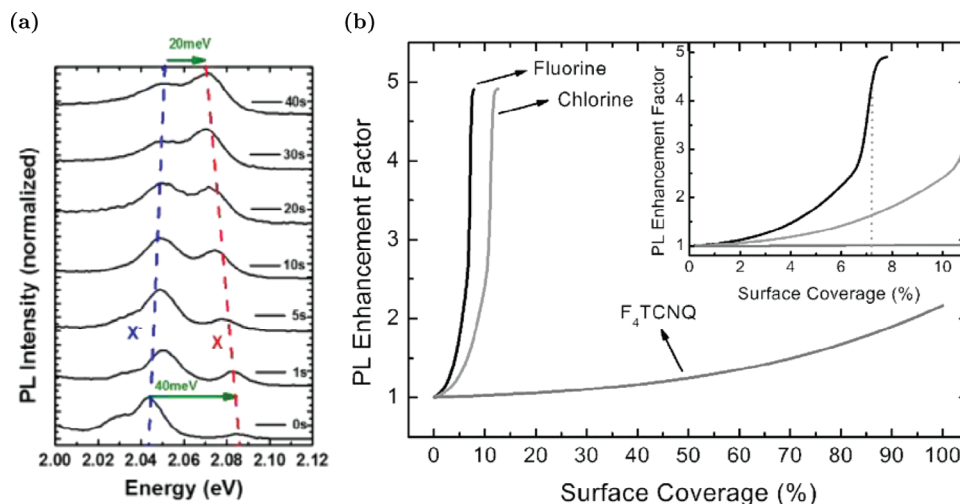 (a)
20meV
40s
30s
20s
10s
5s
1s
0s
X⁻
X
40meV
PL Intensity (normalized)
2.00 2.02 2.04 2.06 2.08 2.10 2.12
Energy (eV)
(b)
Fluorine
Chlorine
F₄TCNQ
PL Enhancement Factor
5
4
3
2
1
0 10 20 30 40 50 60 70 80 90 100
Surface Coverage (%)
PL Enhancement Factor
5
4
3
2
1
0 2 4 6 8 10
Surface Coverage (%)